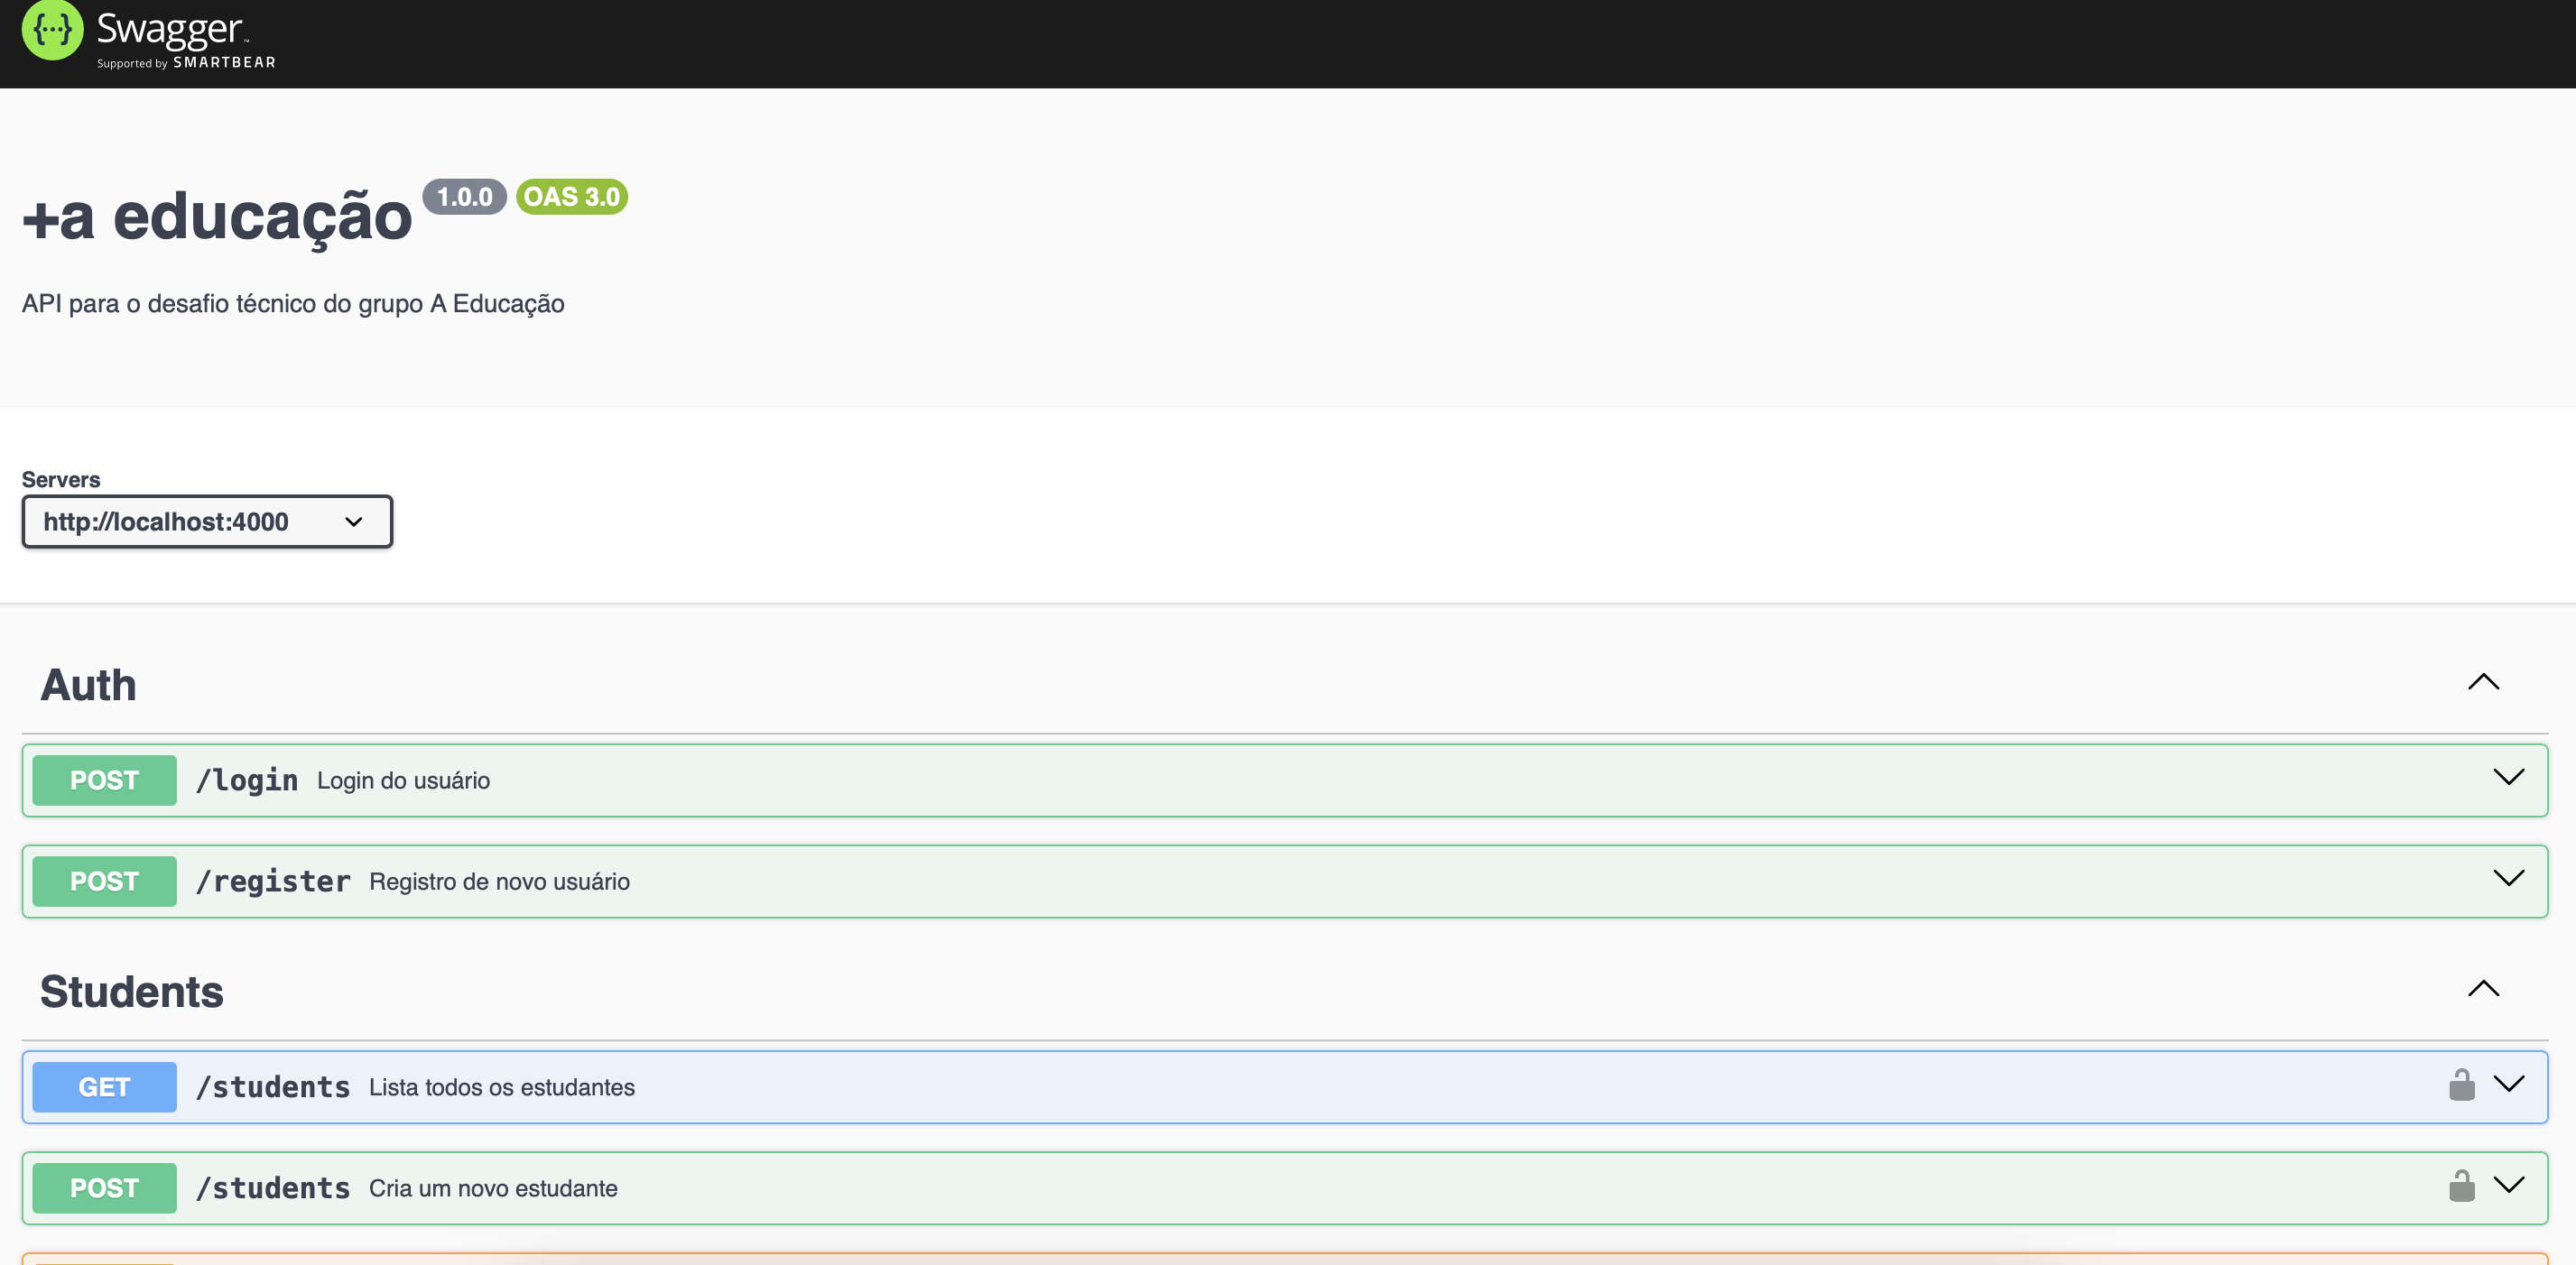 {···} Swagger™
Supported by SMARTBEAR
+a educação 1.0.0 OAS 3.0
API para o desafio técnico do grupo A Educação
Servers
http://localhost:4000
Auth
POST /login Login do usuário
POST /register Registro de novo usuário
Students
GET /students Lista todos os estudantes
POST /students Cria um novo estudante